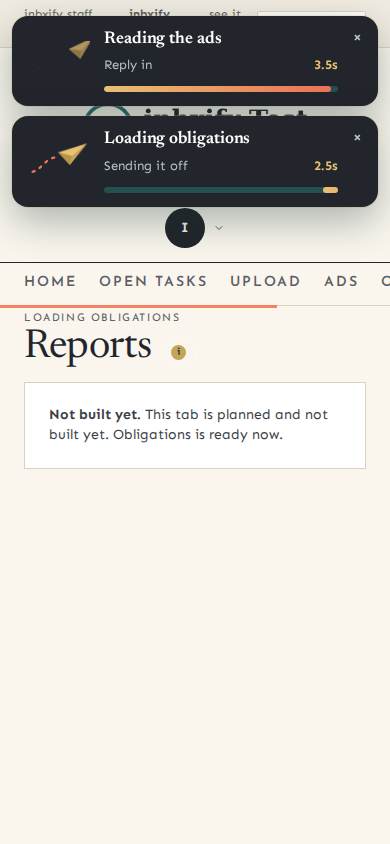 Reading the ads ×
Reply in 3.5s
Loading obligations ×
Sending it off 2.5s
I
HOME OPEN TASKS UPLOAD ADS
LOADING OBLIGATIONS
Reports i
Not built yet. This tab is planned and not
built yet. Obligations is ready now.